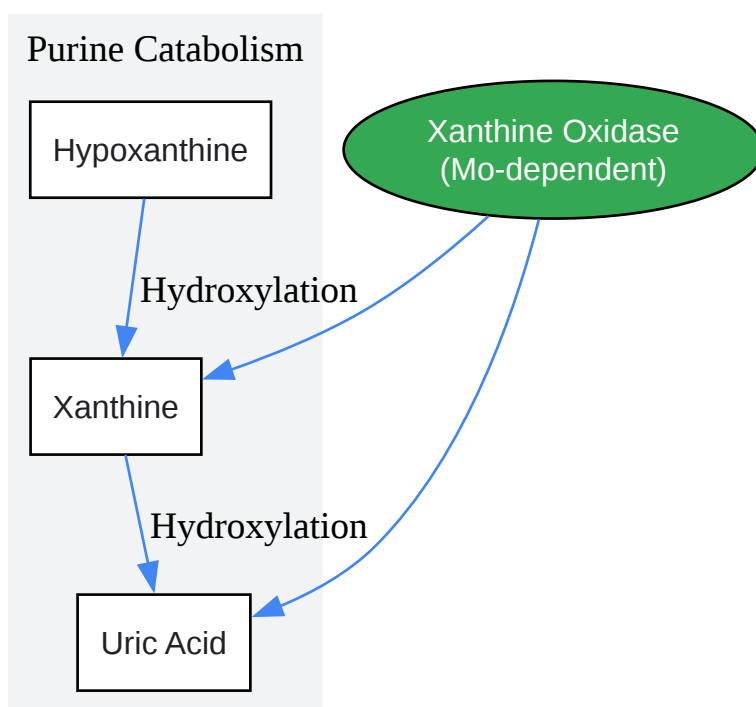 Purine Catabolism
Hypoxanthine
Xanthine Oxidase
(Mo-dependent)
Hydroxylation
Xanthine
Hydroxylation
Uric Acid